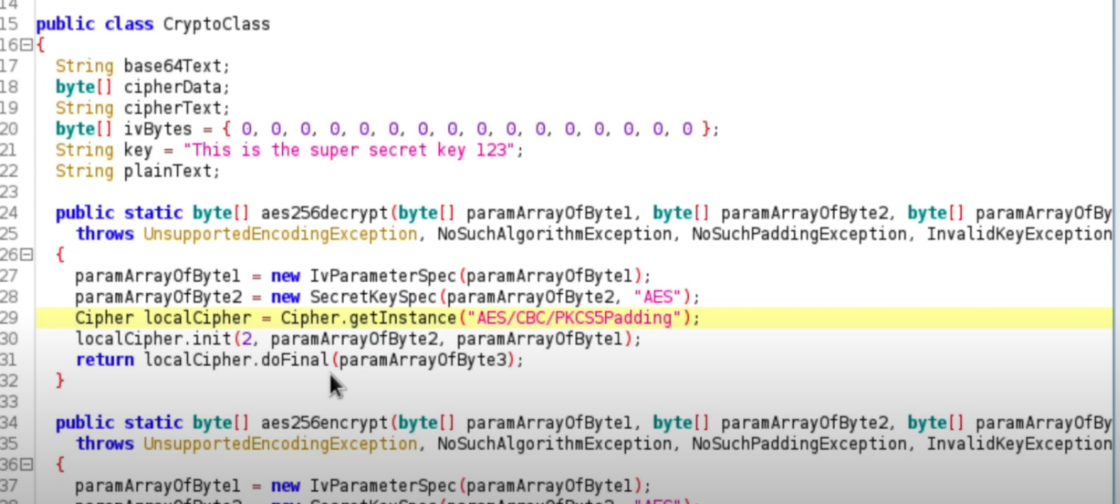 14
15 public class CryptoClass
16 {
17 String base64Text;
18 byte[] cipherData;
19 String cipherText;
20 byte[] ivBytes = { 0, 0, 0, 0, 0, 0, 0, 0, 0, 0, 0, 0, 0, 0, 0, 0 };
21 String key = "This is the super secret key 123";
22 String plainText;
23
24 public static byte[] aes256decrypt(byte[] paramArrayOfByte1, byte[] paramArrayOfByte2, byte[] paramArrayOfBy
25 throws UnsupportedEncodingException, NoSuchAlgorithmException, NoSuchPaddingException, InvalidKeyException
26 {
27 paramArrayOfByte1 = new IvParameterSpec(paramArrayOfByte1);
28 paramArrayOfByte2 = new SecretKeySpec(paramArrayOfByte2, "AES");
29 Cipher localCipher = Cipher.getInstance("AES/CBC/PKCS5Padding");
30 localCipher.init(2, paramArrayOfByte2, paramArrayOfByte1);
31 return localCipher.doFinal(paramArrayOfByte3);
32 }
33
34 public static byte[] aes256encrypt(byte[] paramArrayOfByte1, byte[] paramArrayOfByte2, byte[] paramArrayOfBy
35 throws UnsupportedEncodingException, NoSuchAlgorithmException, NoSuchPaddingException, InvalidKeyException
36 {
37 paramArrayOfByte1 = new IvParameterSpec(paramArrayOfByte1);
38 paramArrayOfByte2 = new SecretKeySpec(paramArrayOfByte2, "AES");